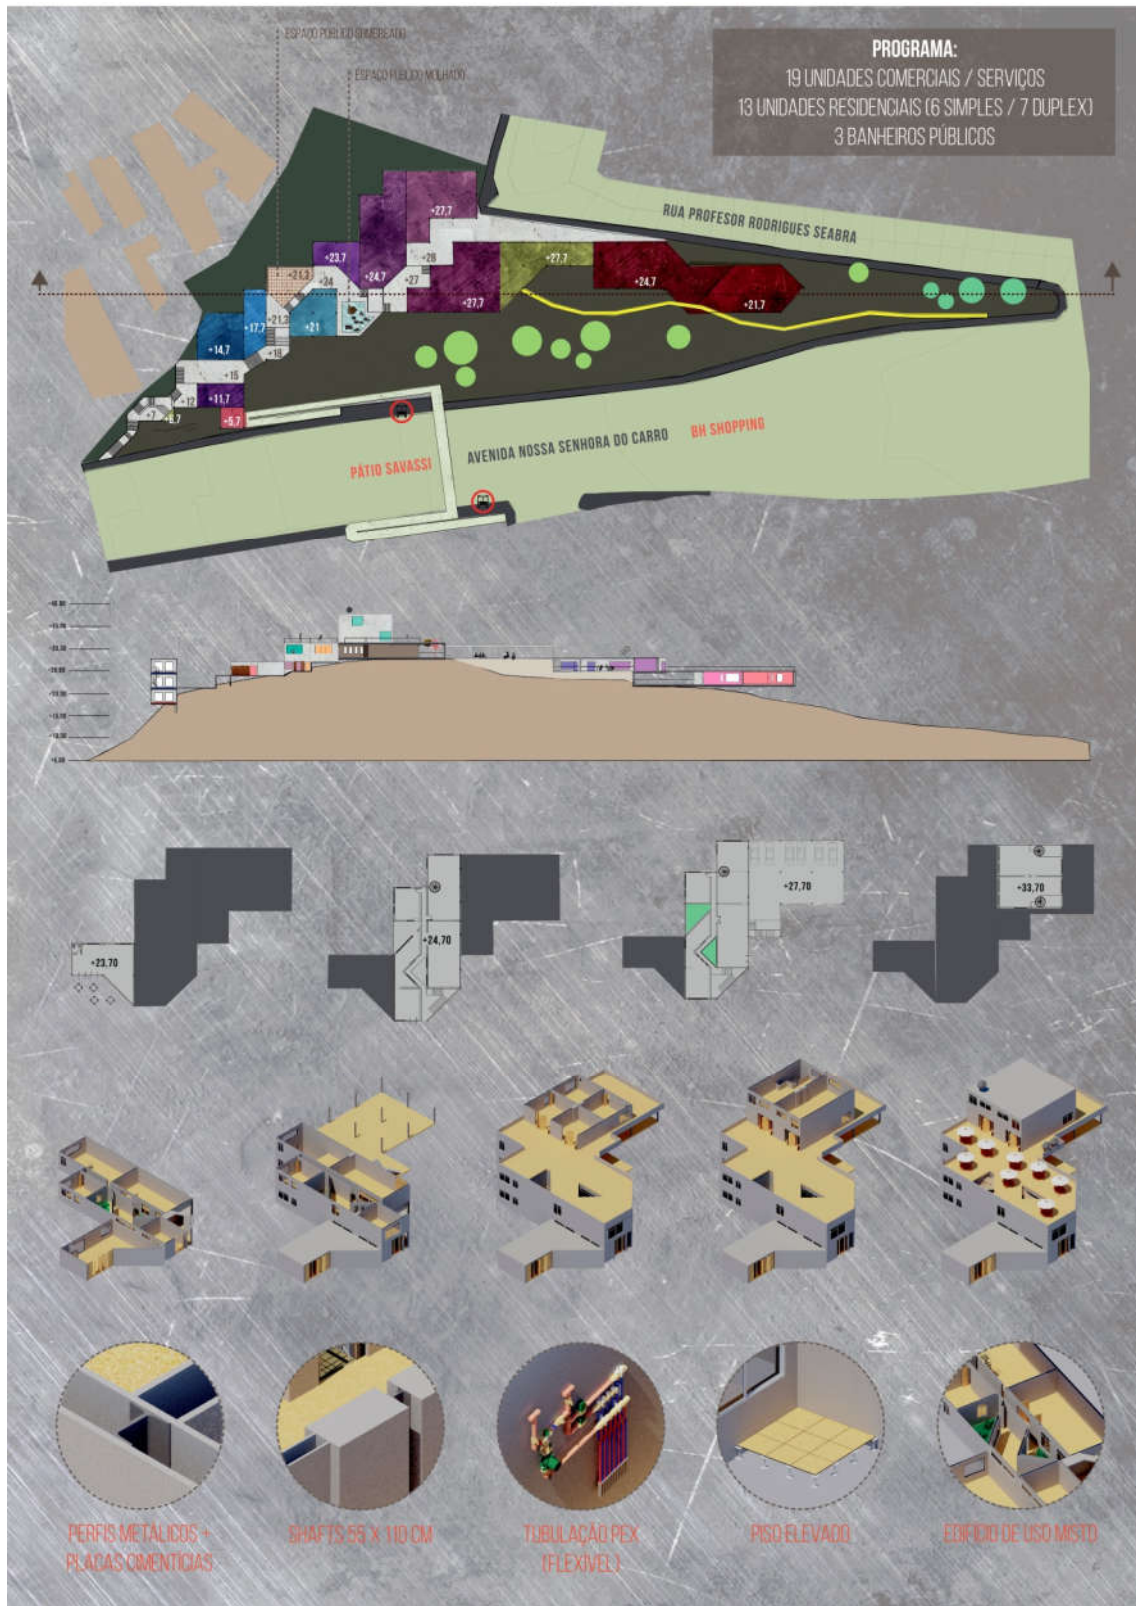 ESPAÇO PÚBLICO SOMBREADO
ESPAÇO PÚBLICO MOLHADO
PROGRAMA:
19 UNIDADES COMERCIAIS / SERVIÇOS
13 UNIDADES RESIDENCIAIS (6 SIMPLES / 7 DUPLEX)
3 BANHEIROS PÚBLICOS
RUA PROFESOR RODRIGUES SEABRA
+27,7
+28
+27
+23,7
+24,7
+27,7
+27,7
+24,7
+21,7
+21,3
+24
+21
+17,7
+21,3
+18
+14,7
+15
+11,7
+12
+7
+5,7
PÁTIO SAVASSI
AVENIDA NOSSA SENHORA DO CARRO
BH SHOPPING
+23,70
+24,70
+27,70
+33,70
PERFIS METÁLICOS +
PLACAS CIMENTÍCIAS
SHAFTS 55 X 110 CM
TUBULAÇÃO PEX
(FLEXÍVEL)
PISO ELEVADO
EDIFÍCIO DE USO MISTO